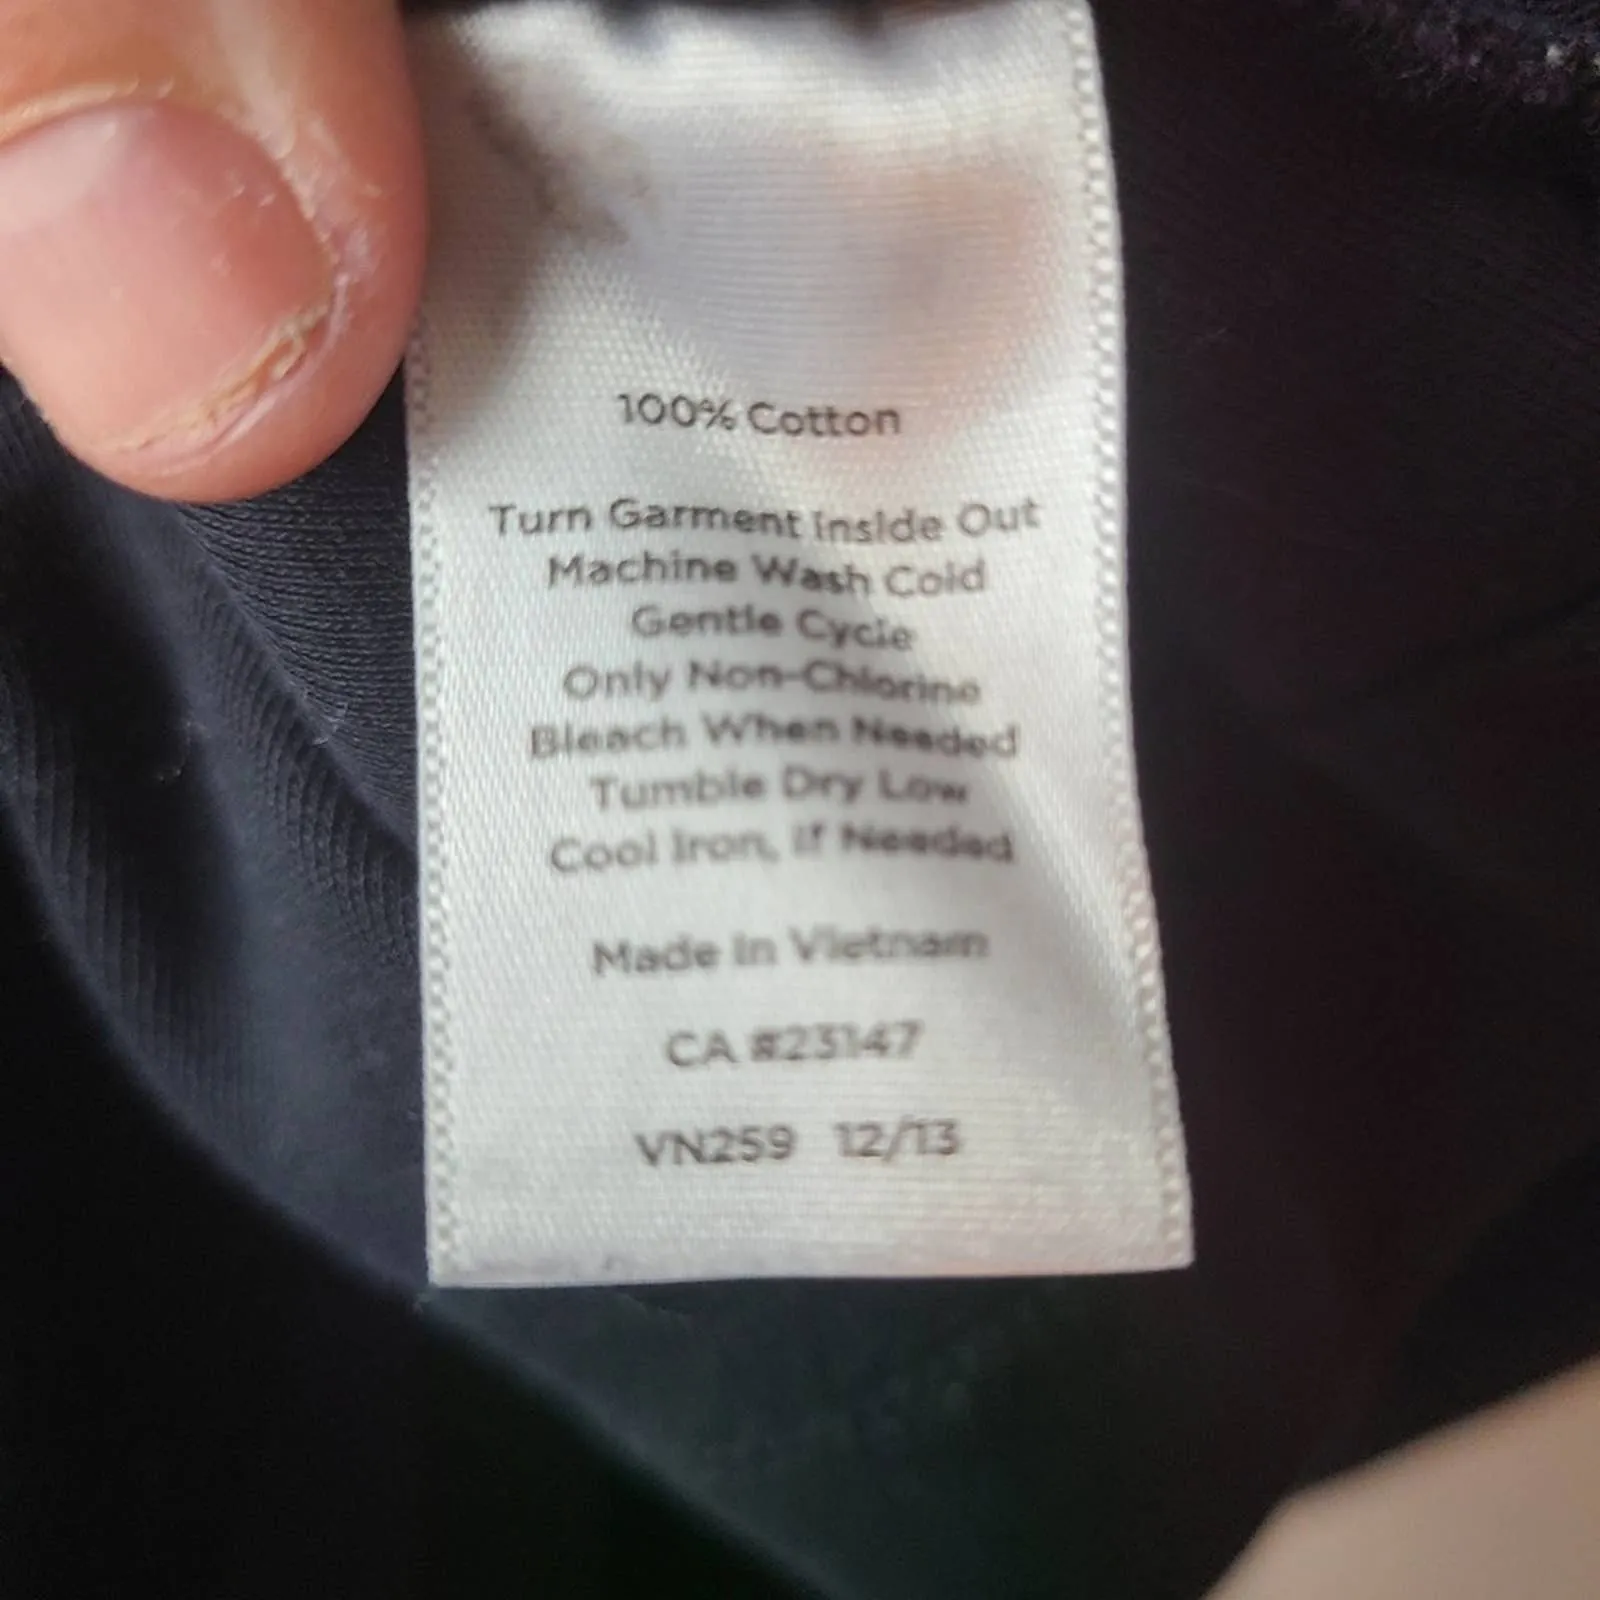 100% Cotton
Turn Garment Inside Out
Machine Wash Cold
Gentle Cycle
Only Non-Chlorine
Bleach When Needed
Tumble Dry Low
Cool Iron, If Needed
Made In Vietnam
CA #23147
VN259 12/13